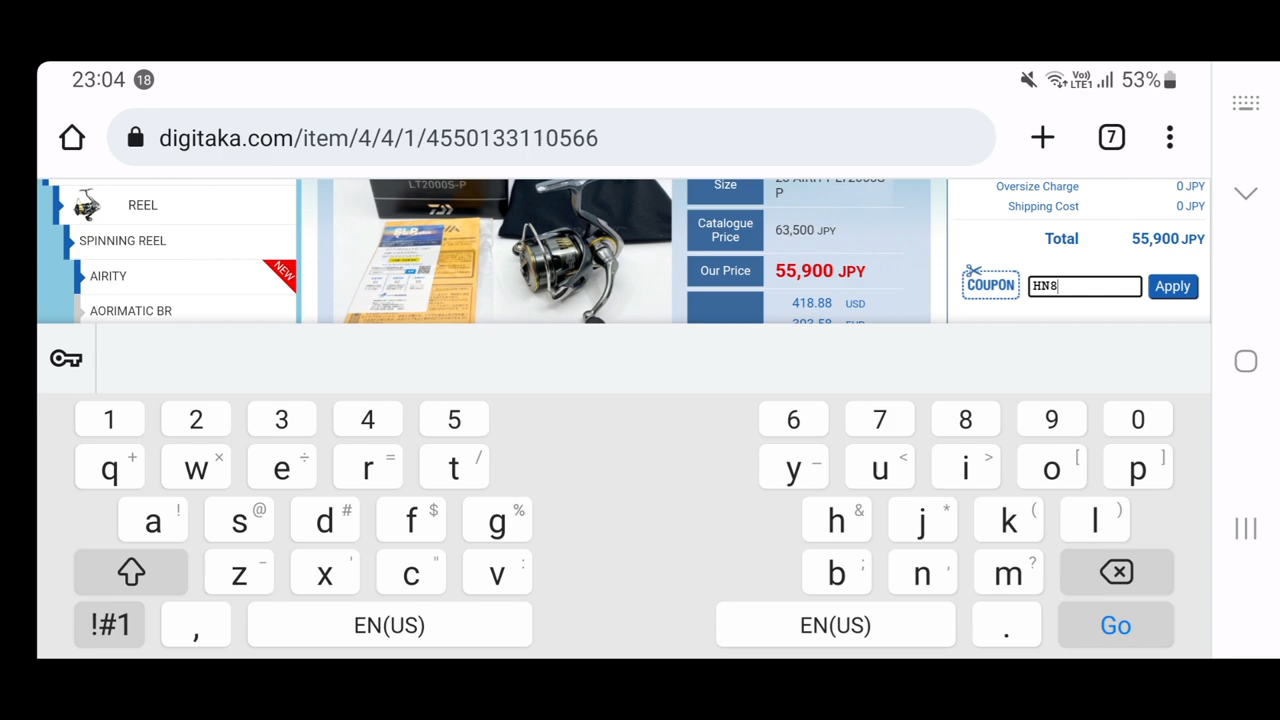 23:04 18 Vo)) LTE1 53%
digitaka.com/item/4/4/1/4550133110566 7
REEL
SPINNING REEL
AIRITY NEW
AORIMATIC BR
LT2000S-P
Size
P
Catalogue Price 63,500 JPY
Our Price 55,900 JPY
418.88 USD
Oversize Charge 0 JPY
Shipping Cost 0 JPY
Total 55,900 JPY
COUPON HN8 Apply
1 2 3 4 5 6 7 8 9 0
q + w × e ÷ r = t / y _ u < i > o [ p ]
a ! s @ d # f $ g % h & j * k ( l )
z - x ' c " v : b ; n , m ?
!#1 , EN(US) EN(US) . Go